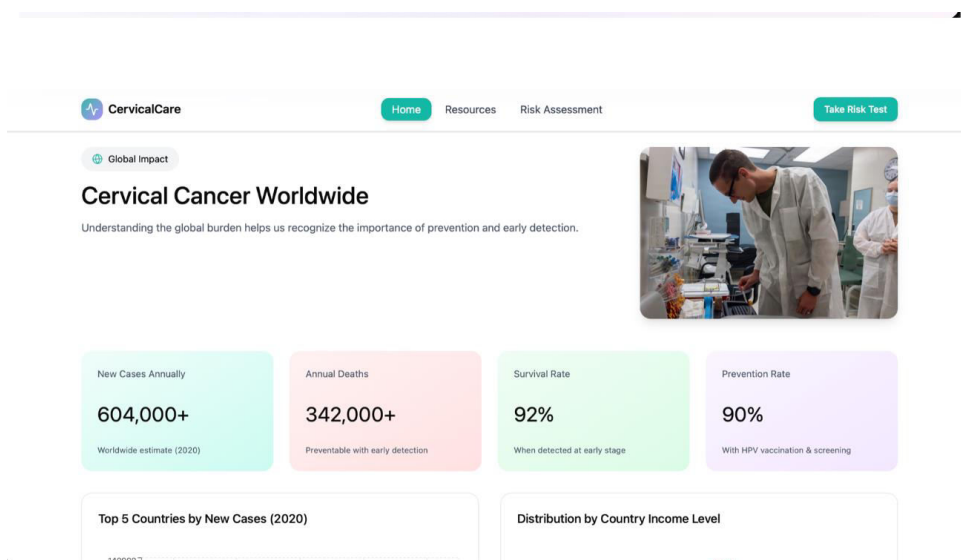 CervicalCare
Home Resources Risk Assessment
Take Risk Test
Global Impact
Cervical Cancer Worldwide
Understanding the global burden helps us recognize the importance of prevention and early detection.
New Cases Annually
604,000+
Worldwide estimate (2020)
Annual Deaths
342,000+
Preventable with early detection
Survival Rate
92%
When detected at early stage
Prevention Rate
90%
With HPV vaccination & screening
Top 5 Countries by New Cases (2020)
Distribution by Country Income Level